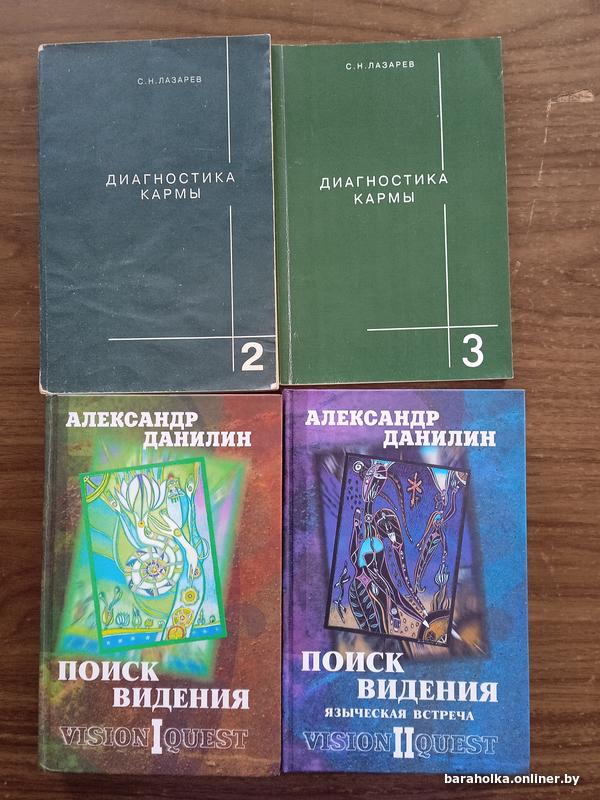 С.Н.ЛАЗАРЕВ
ДИАГНОСТИКА
КАРМЫ
2
С.Н.ЛАЗАРЕВ
ДИАГНОСТИКА
КАРМЫ
3
АЛЕКСАНДР
ДАНИЛИН
ПОИСК
ВИДЕНИЯ
VISION I QUEST
АЛЕКСАНДР
ДАНИЛИН
ПОИСК
ВИДЕНИЯ
ЯЗЫЧЕСКАЯ ВСТРЕЧА
VISION II QUEST
baraholka.onliner.by